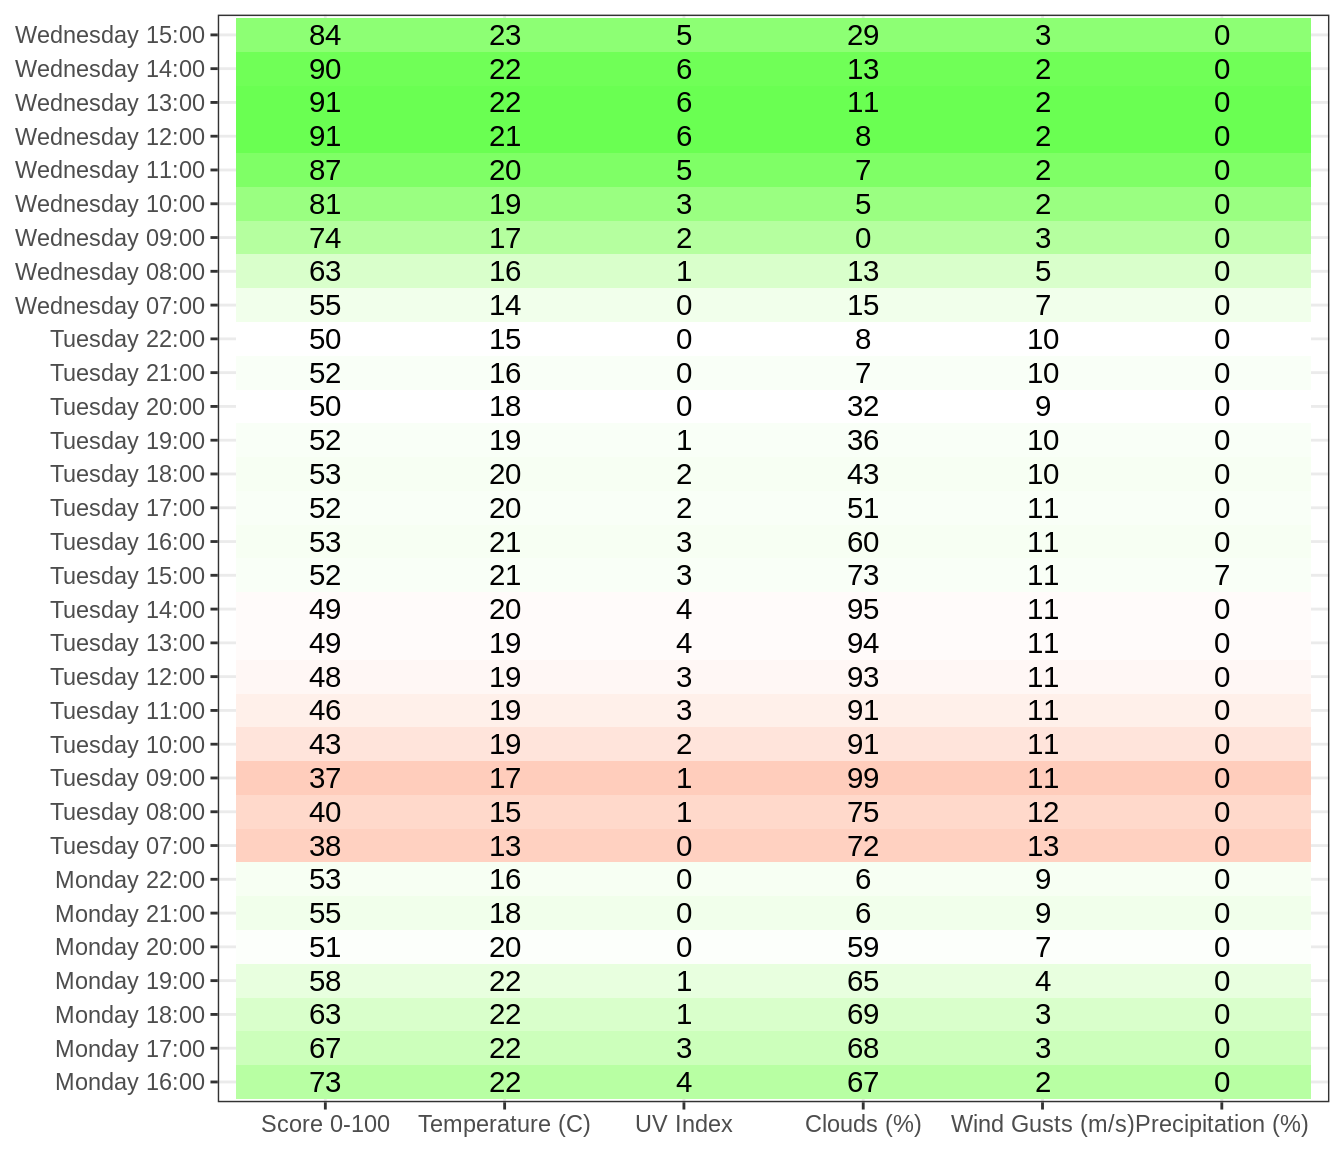 Wednesday 15:00 84 23 5 29 3 0
Wednesday 14:00 90 22 6 13 2 0
Wednesday 13:00 91 22 6 11 2 0
Wednesday 12:00 91 21 6 8 2 0
Wednesday 11:00 87 20 5 7 2 0
Wednesday 10:00 81 19 3 5 2 0
Wednesday 09:00 74 17 2 0 3 0
Wednesday 08:00 63 16 1 13 5 0
Wednesday 07:00 55 14 0 15 7 0
Tuesday 22:00 50 15 0 8 10 0
Tuesday 21:00 52 16 0 7 10 0
Tuesday 20:00 50 18 0 32 9 0
Tuesday 19:00 52 19 1 36 10 0
Tuesday 18:00 53 20 2 43 10 0
Tuesday 17:00 52 20 2 51 11 0
Tuesday 16:00 53 21 3 60 11 0
Tuesday 15:00 52 21 3 73 11 7
Tuesday 14:00 49 20 4 95 11 0
Tuesday 13:00 49 19 4 94 11 0
Tuesday 12:00 48 19 3 93 11 0
Tuesday 11:00 46 19 3 91 11 0
Tuesday 10:00 43 19 2 91 11 0
Tuesday 09:00 37 17 1 99 11 0
Tuesday 08:00 40 15 1 75 12 0
Tuesday 07:00 38 13 0 72 13 0
Monday 22:00 53 16 0 6 9 0
Monday 21:00 55 18 0 6 9 0
Monday 20:00 51 20 0 59 7 0
Monday 19:00 58 22 1 65 4 0
Monday 18:00 63 22 1 69 3 0
Monday 17:00 67 22 3 68 3 0
Monday 16:00 73 22 4 67 2 0
Score 0-100 Temperature (C) UV Index Clouds (%) Wind Gusts (m/s) Precipitation (%)